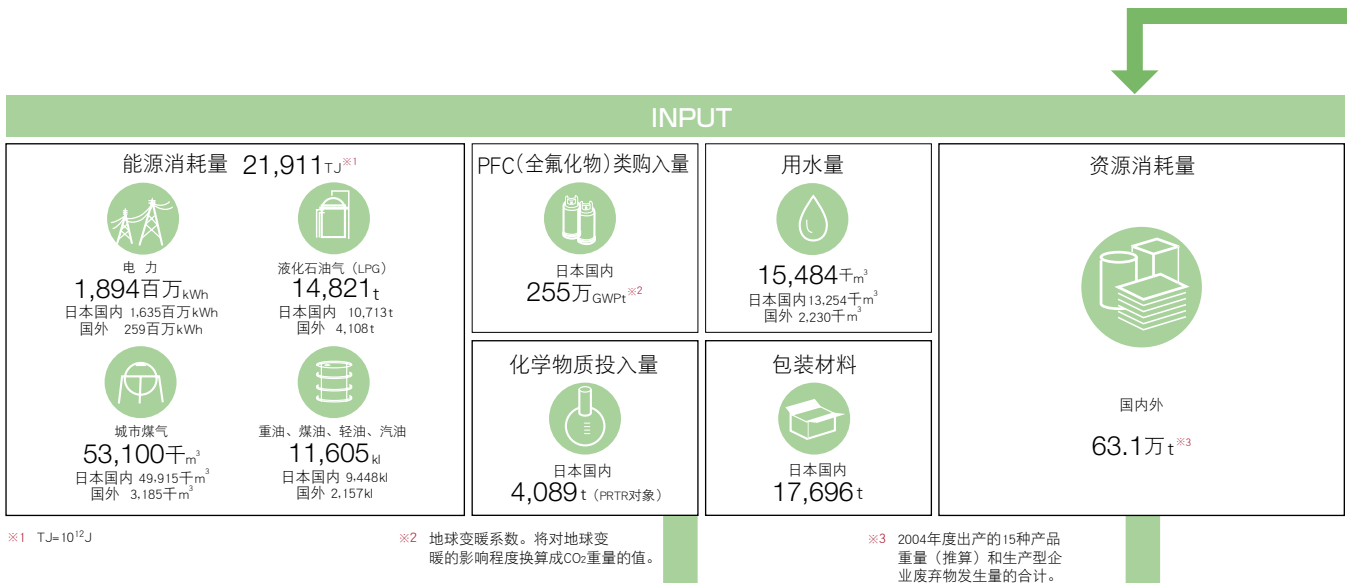 INPUT
能源消耗量 21,911TJ※1
电 力
1,894百万kWh
日本国内 1,635百万kWh
国外 259百万kWh
液化石油气（LPG）
14,821t
日本国内 10,713t
国外 4,108t
城市煤气
53,100千m³
日本国内 49,915千m³
国外 3,185千m³
重油、煤油、轻油、汽油
11,605kl
日本国内 9,448kl
国外 2,157kl
PFC（全氟化物）类购入量
日本国内
255万GWPt※2
用水量
15,484千m³
日本国内13,254千m³
国外 2,230千m³
化学物质投入量
日本国内
4,089t（PRTR对象）
包装材料
日本国内
17,696t
资源消耗量
国内外
63.1万t※3
※1 TJ=10¹²J
※2 地球变暖系数。将对地球变
暖的影响程度换算成CO₂重量的值。
※3 2004年度出产的15种产品
重量（推算）和生产型企
业废弃物发生量的合计。